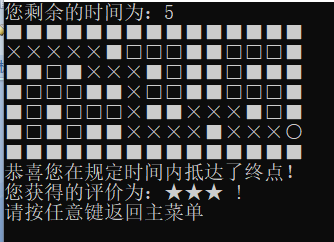 您剩余的时间为：5
■■■■■■■■■■■■■■■
×××××■□□□■■□□□■
■■□■×××■□■■□■■■
■□□□■■×□□■■□□□■
■□■□□□×■■×××■□■
■□■□■■××××■×××○
■■■■■■■■■■■■■■■
恭喜您在规定时间内抵达了终点！
您获得的评价为：★★★ ！
请按任意键返回主菜单